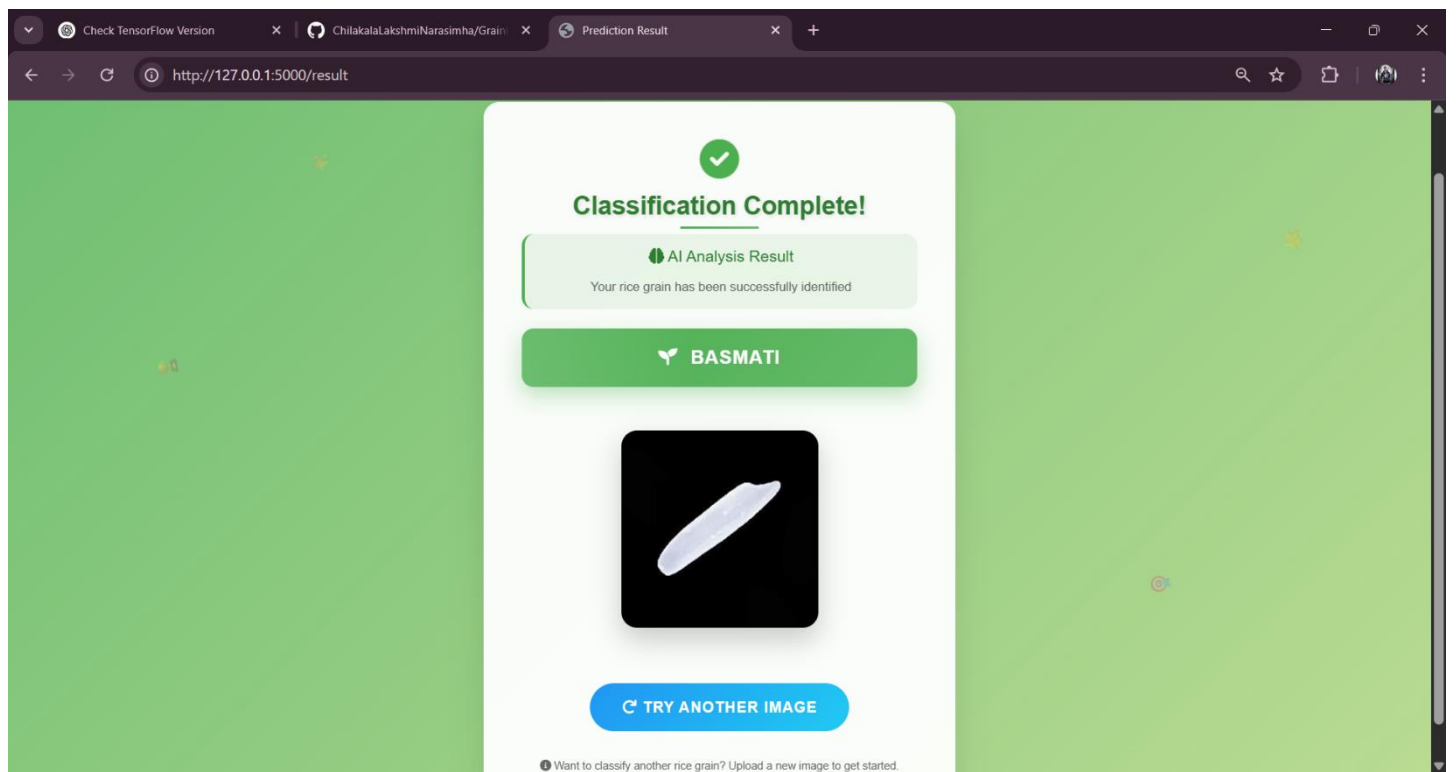 Check TensorFlow Version
ChilakalaLakshmiNarasimha/Grain
Prediction Result
http://127.0.0.1:5000/result
Classification Complete!
AI Analysis Result
Your rice grain has been successfully identified
BASMATI
TRY ANOTHER IMAGE
Want to classify another rice grain? Upload a new image to get started.